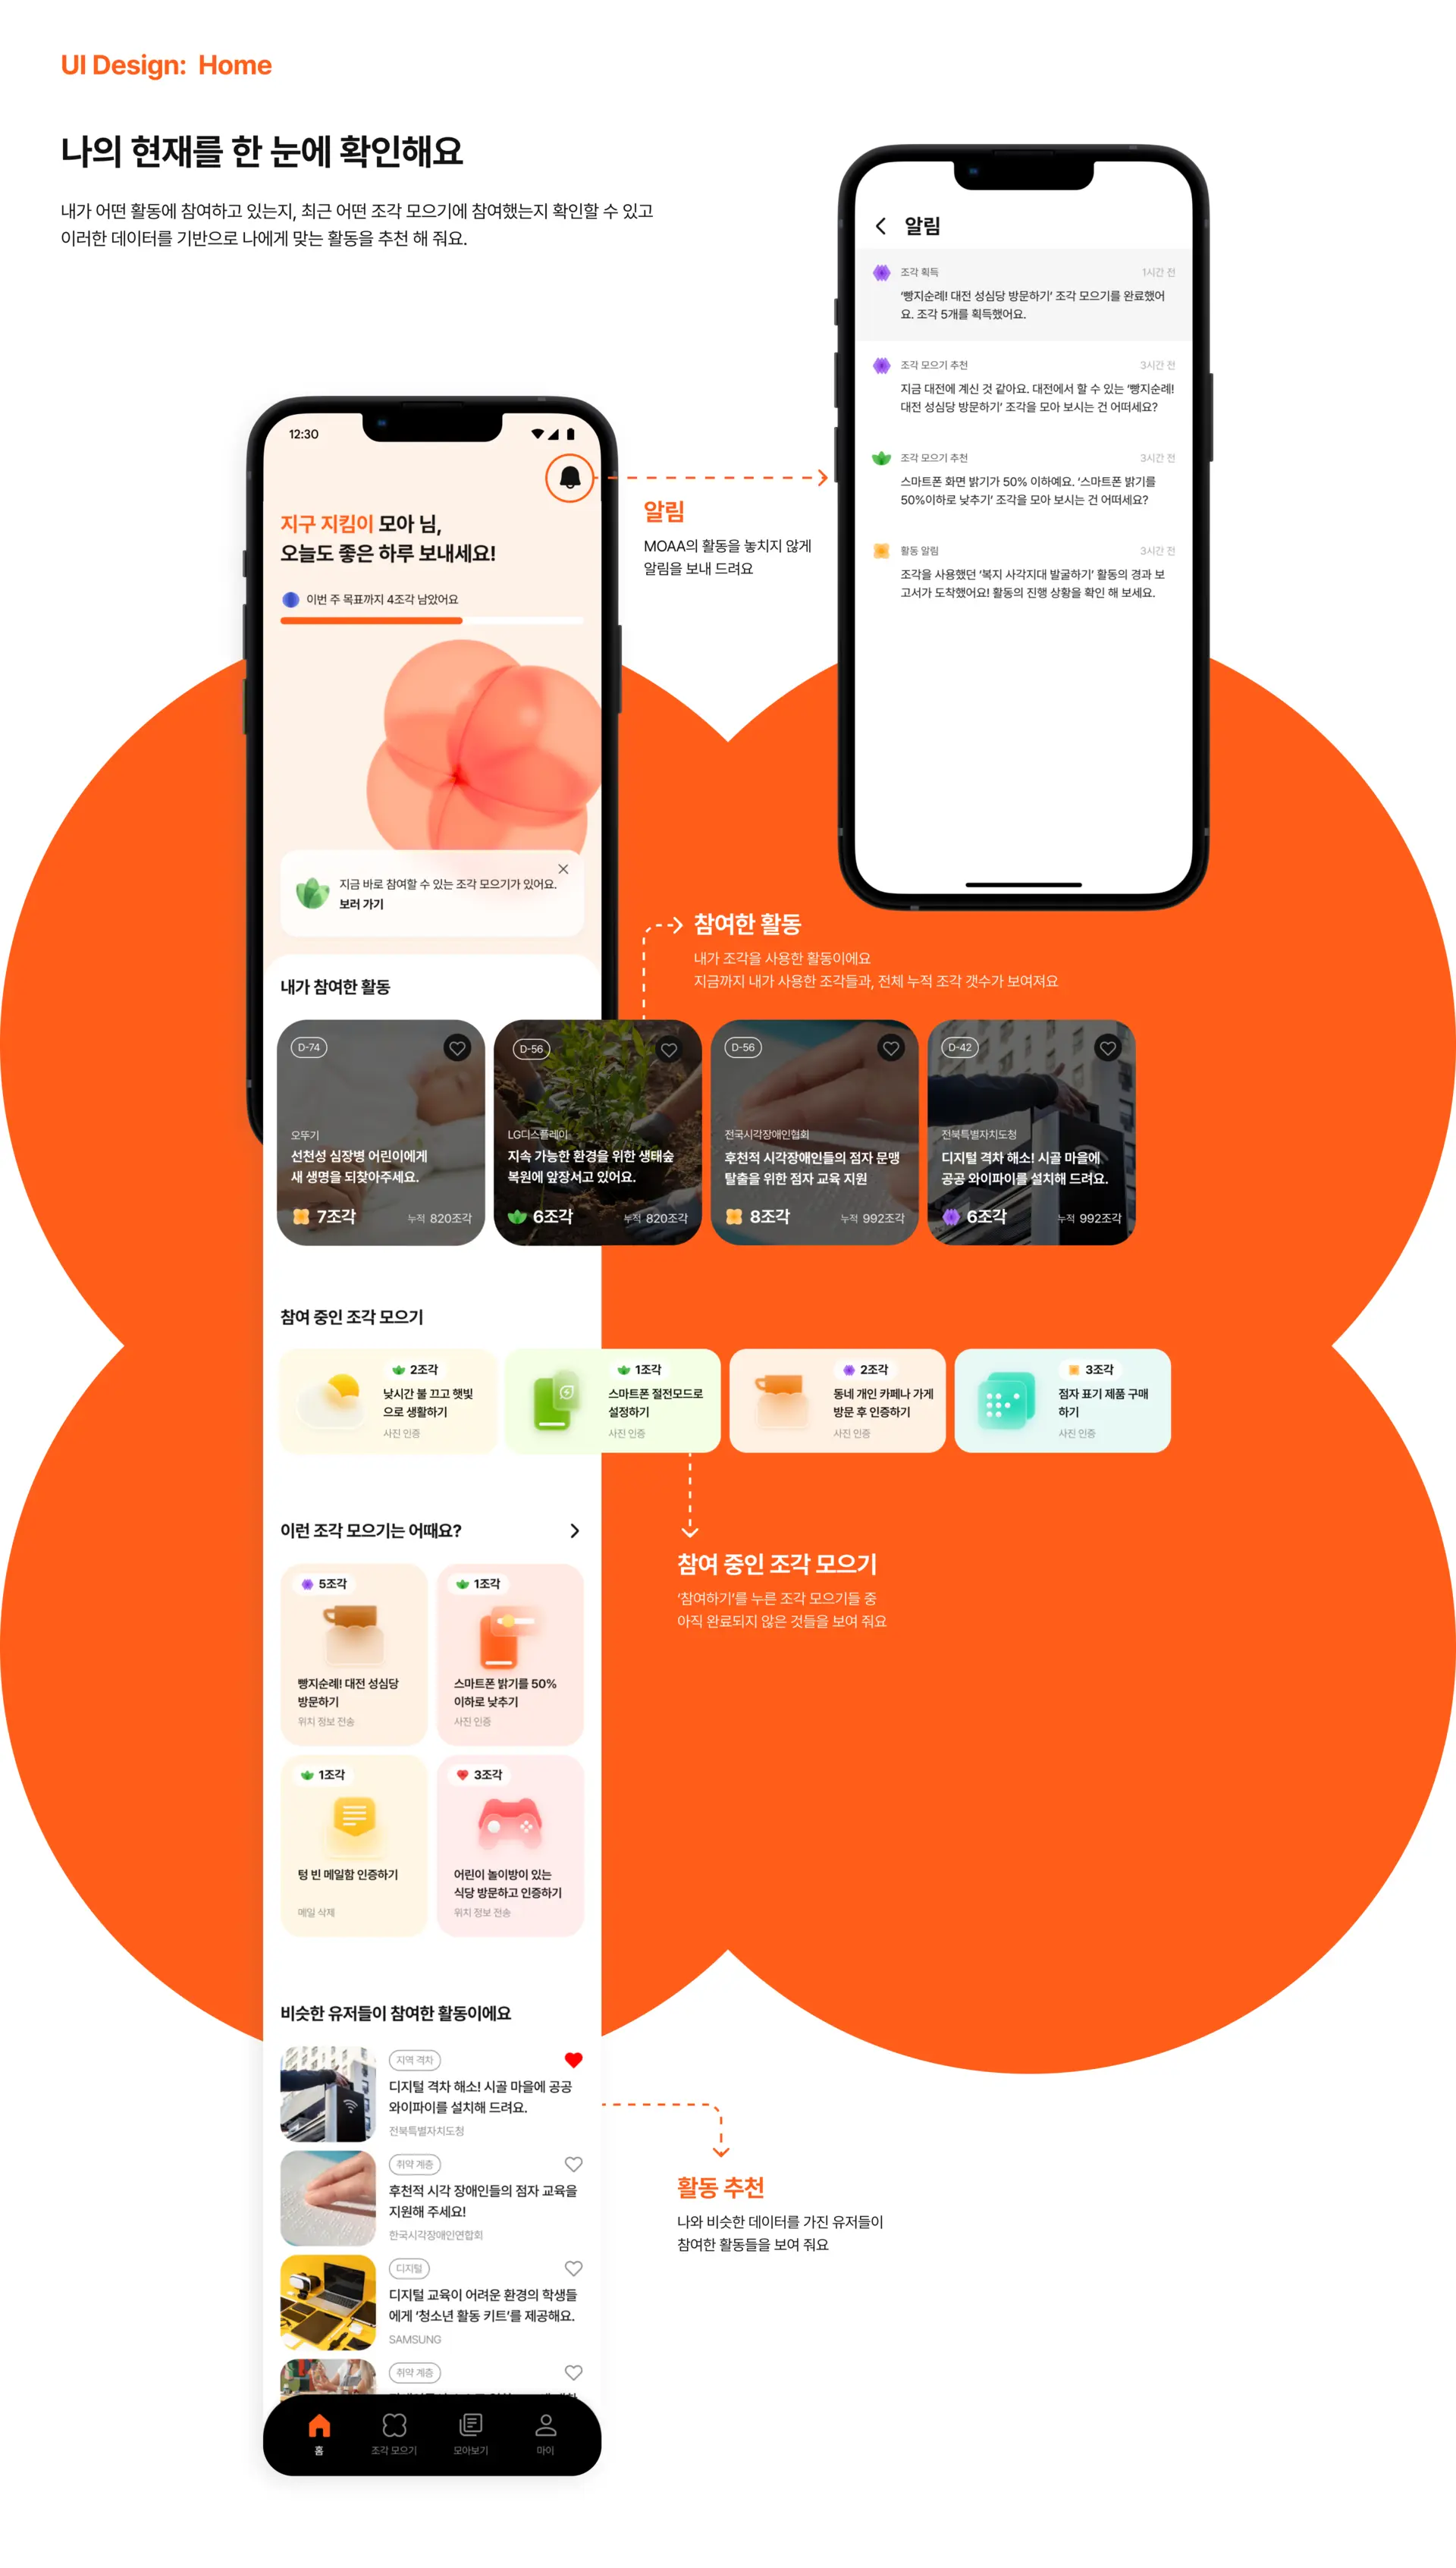 UI Design: Home
나의 현재를 한 눈에 확인해요
내가 어떤 활동에 참여하고 있는지, 최근 어떤 조각 모으기에 참여했는지 확인할 수 있고
이러한 데이터를 기반으로 나에게 맞는 활동을 추천 해 줘요.
알림
조각 획득
1시간 전
‘빵지순례! 대전 성심당 방문하기’ 조각 모으기를 완료했어
요. 조각 5개를 획득했어요.
조각 모으기 추천
3시간 전
지금 대전에 계신 것 같아요. 대전에서 할 수 있는 ‘빵지순례!
대전 성심당 방문하기’ 조각을 모아 보시는 건 어떠세요?
조각 모으기 추천
3시간 전
스마트폰 화면 밝기가 50% 이하예요. ‘스마트폰 밝기를
50%이하로 낮추기’ 조각을 모아 보시는 건 어떠세요?
활동 알림
3시간 전
조각을 사용했던 ‘복지 사각지대 발굴하기’ 활동의 경과 보
고서가 도착했어요! 활동의 진행 상황을 확인 해 보세요.
12:30
지구 지킴이 모아 님,
오늘도 좋은 하루 보내세요!
이번 주 목표까지 4조각 남았어요
알림
MOAA의 활동을 놓치지 않게
알림을 보내 드려요
지금 바로 참여할 수 있는 조각 모으기가 있어요.
보러 가기
참여한 활동
내가 조각을 사용한 활동이에요
지금까지 내가 사용한 조각들과, 전체 누적 조각 갯수가 보여져요
내가 참여한 활동
D-74
오뚜기
선천성 심장병 어린이에게
새 생명을 되찾아주세요.
7조각
누적 820조각
D-56
LG디스플레이
지속 가능한 환경을 위한 생태숲
복원에 앞장서고 있어요.
6조각
누적 820조각
D-56
전국시각장애인협회
후천적 시각장애인들의 점자 문맹
탈출을 위한 점자 교육 지원
8조각
누적 992조각
D-42
전북특별자치도청
디지털 격차 해소! 시골 마을에
공공 와이파이를 설치해 드려요.
6조각
누적 992조각
참여 중인 조각 모으기
2조각
낮시간 불 끄고 햇빛
으로 생활하기
사진 인증
1조각
스마트폰 절전모드로
설정하기
사진 인증
2조각
동네 개인 카페나 가게
방문 후 인증하기
사진 인증
3조각
점자 표기 제품 구매
하기
사진 인증
참여 중인 조각 모으기
‘참여하기’를 누른 조각 모으기들 중
아직 완료되지 않은 것들을 보여 줘요
이런 조각 모으기는 어때요?
5조각
빵지순례! 대전 성심당
방문하기
위치 정보 전송
1조각
스마트폰 밝기를 50%
이하로 낮추기
사진 인증
1조각
텅 빈 메일함 인증하기
메일 삭제
3조각
어린이 놀이방이 있는
식당 방문하고 인증하기
위치 정보 전송
비슷한 유저들이 참여한 활동이에요
지역 격차
디지털 격차 해소! 시골 마을에 공공
와이파이를 설치해 드려요.
전북특별자치도청
취약 계층
후천적 시각 장애인들의 점자 교육을
지원해 주세요!
한국시각장애인연합회
디지털
디지털 교육이 어려운 환경의 학생들
에게 ‘청소년 활동 키트’를 제공해요.
SAMSUNG
취약 계층
활동 추천
나와 비슷한 데이터를 가진 유저들이
참여한 활동들을 보여 줘요
홈
조각 모으기
모아보기
마이